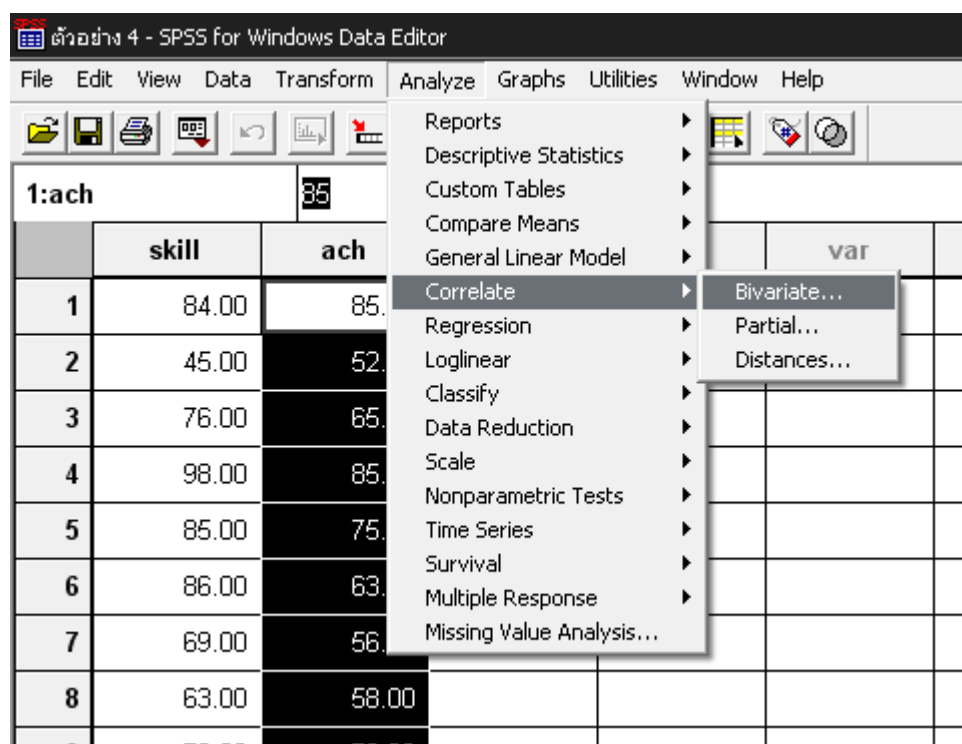 SPSS
ตัวอย่าง 4 - SPSS for Windows Data Editor
File Edit View Data Transform Analyze Graphs Utilities Window Help
1:ach 85
skill ach var
1 84.00 85.
2 45.00 52.
3 76.00 65.
4 98.00 85.
5 85.00 75.
6 86.00 63.
7 69.00 56.
8 63.00 58.00
Reports
Descriptive Statistics
Custom Tables
Compare Means
General Linear Model
Correlate
Regression
Loglinear
Classify
Data Reduction
Scale
Nonparametric Tests
Time Series
Survival
Multiple Response
Missing Value Analysis...
Bivariate...
Partial...
Distances...